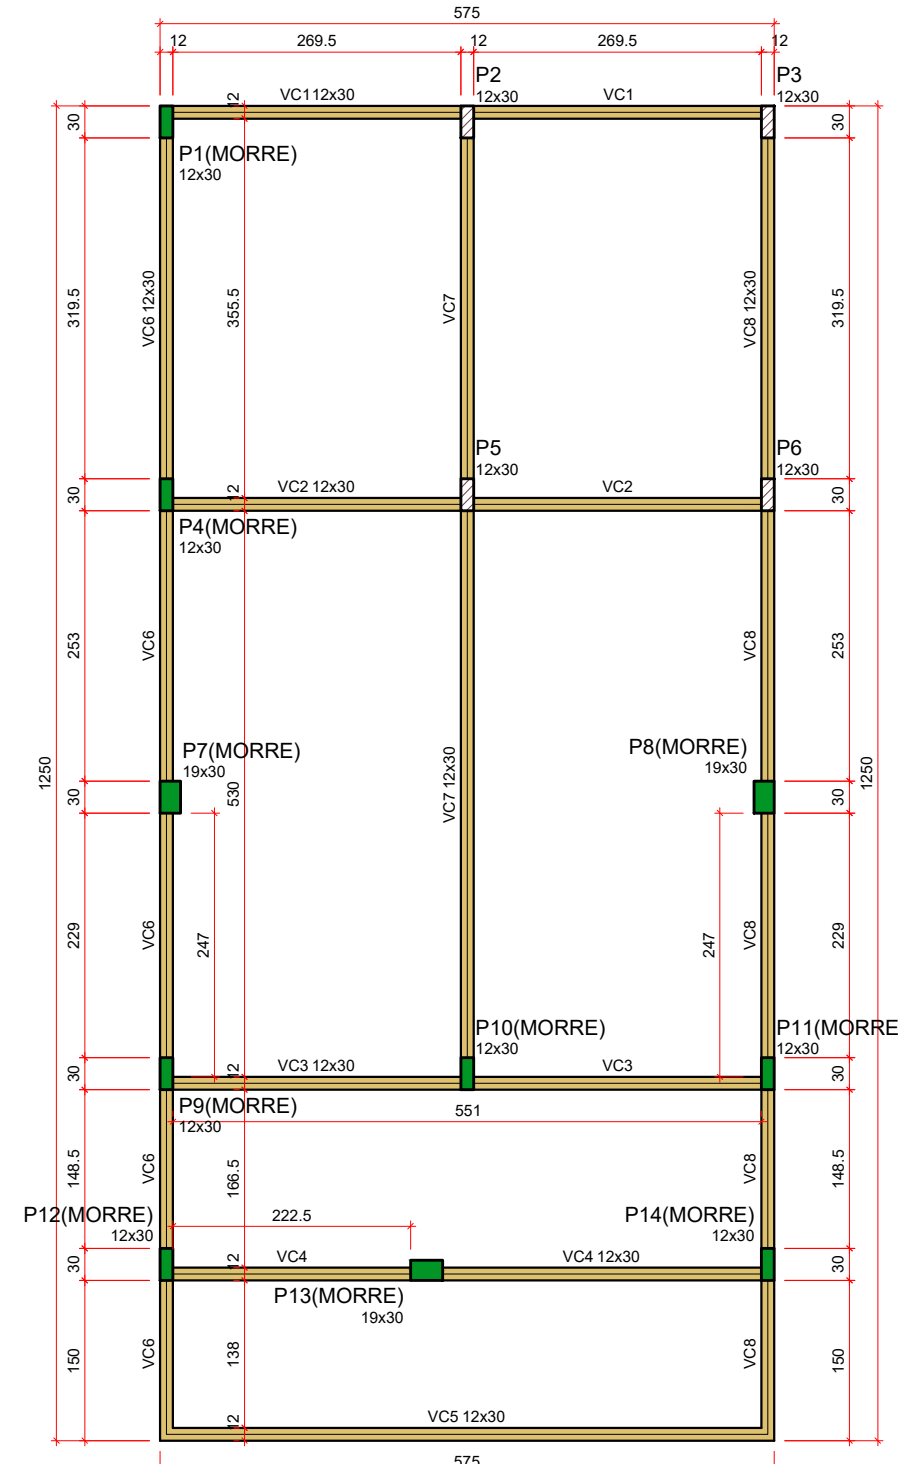 575
12
269.5
12
269.5
12
P2
12x30
P3
12x30
VC1 12x30
VC1
12
30
30
P1(MORRE)
12x30
319.5
VC6 12x30
355.5
VC7
VC8 12x30
319.5
P5
12x30
P6
12x30
VC2 12x30
VC2
12
30
30
P4(MORRE)
12x30
253
VC6
VC8
253
P7(MORRE)
19x30
P8(MORRE)
19x30
1250
30
530
VC7 12x30
30
1250
229
VC6
247
247
VC8
229
P10(MORRE)
12x30
P11(MORRE
12x30
30
12
VC3 12x30
VC3
30
P9(MORRE)
12x30
551
148.5
VC6
166.5
VC8
148.5
P12(MORRE)
12x30
222.5
P14(MORRE)
12x30
30
12
VC4
VC4 12x30
30
P13(MORRE)
19x30
150
VC6
138
VC8
150
12
VC5 12x30
575